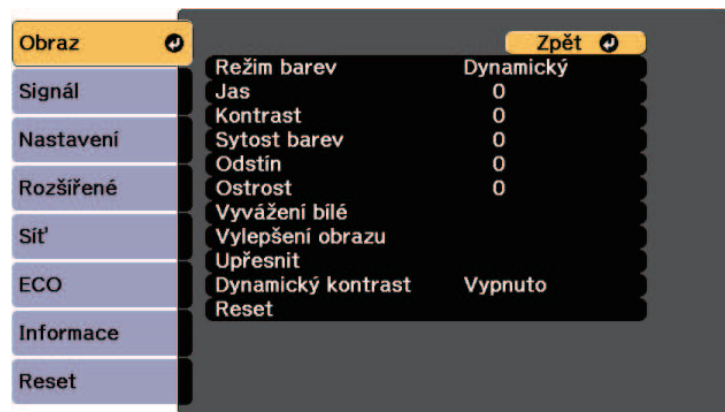 Obraz
Signál
Nastavení
Rozšířené
Síť
ECO
Informace
Reset
Zpět
Režim barev Dynamický
Jas 0
Kontrast 0
Sytost barev 0
Odstín 0
Ostrost 0
Vyvážení bílé
Vylepšení obrazu
Upřesnit
Dynamický kontrast Vypnuto
Reset